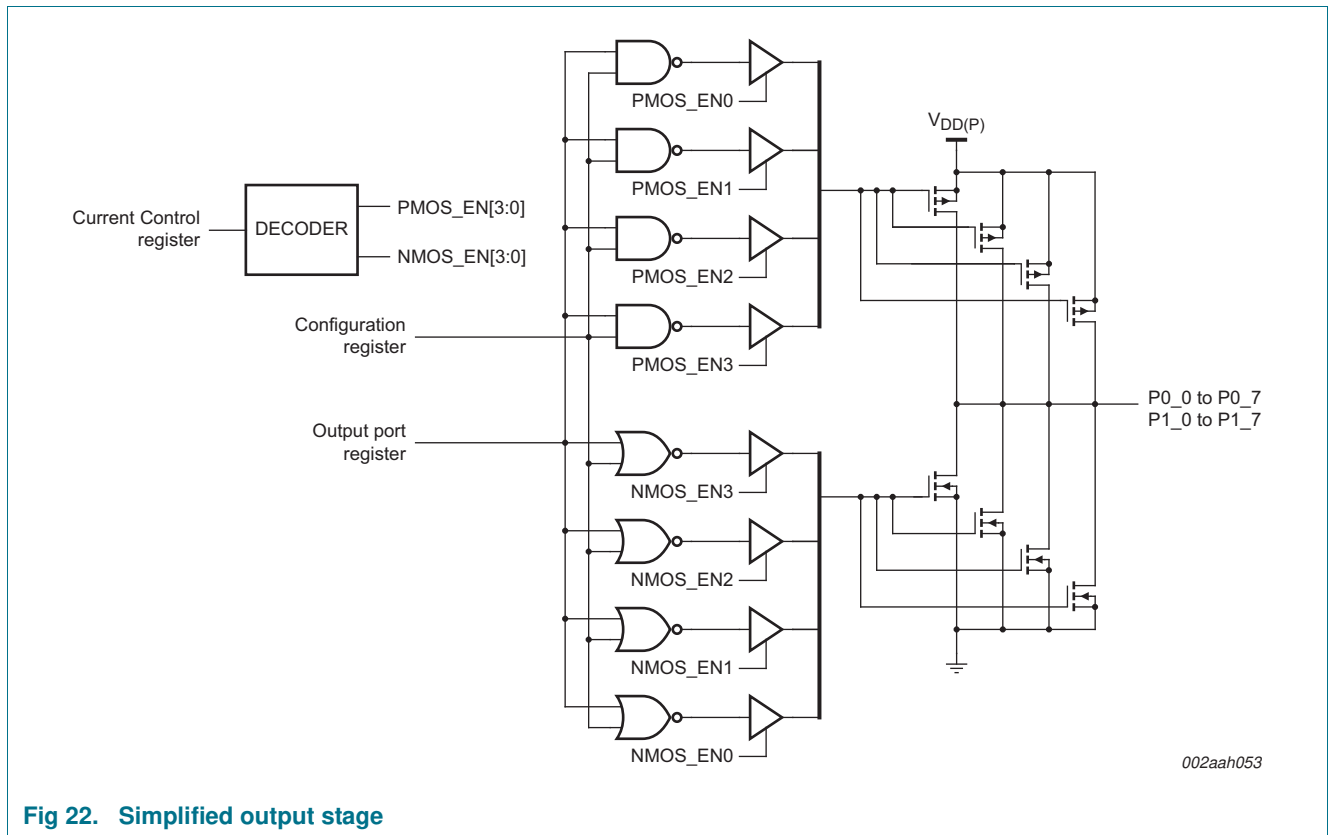 PMOS_EN0
V_DD(P)
PMOS_EN1
PMOS_EN[3:0]
Current Control
register
DECODER
NMOS_EN[3:0]
PMOS_EN2
Configuration
register
PMOS_EN3
P0_0 to P0_7
P1_0 to P1_7
Output port
register
NMOS_EN3
NMOS_EN2
NMOS_EN1
NMOS_EN0
002aah053
Fig 22. Simplified output stage